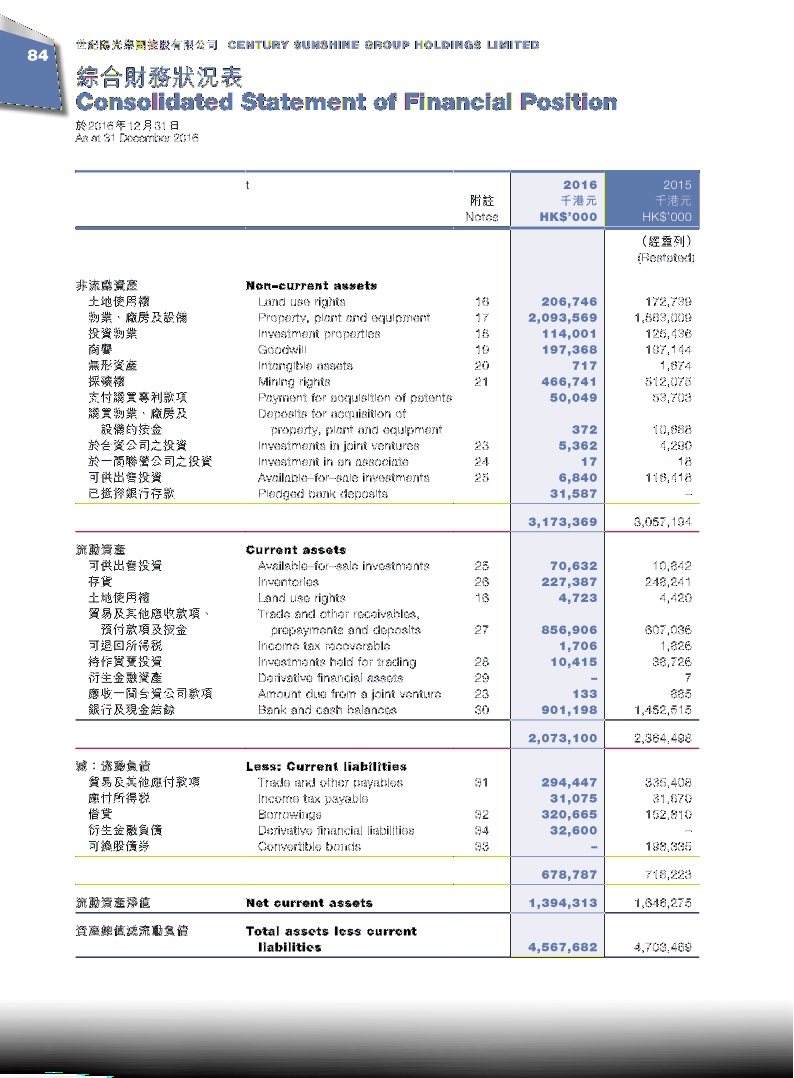 84
世紀陽光集團控股有限公司 CENTURY SUNSHINE GROUP HOLDINGS LIMITED
綜合財務狀況表
Consolidated Statement of Financial Position
於2016年12月31日
As at 31 December 2016
t 2016 2015
附註 千港元 千港元
Notes HK$’000 HK$’000
（經重列）
(Restated)
非流動資產 Non-current assets
土地使用權 Land use rights 16 206,746 172,739
物業、廠房及設備 Property, plant and equipment 17 2,093,569 1,863,009
投資物業 Investment properties 18 114,001 125,436
商譽 Goodwill 19 197,368 197,144
無形資產 Intangible assets 20 717 1,674
採礦權 Mining rights 21 466,741 512,075
支付購買專利款項 Payment for acquisition of patents 50,049 53,703
購買物業、廠房及 Deposits for acquisition of
設備的按金 property, plant and equipment 372 10,688
於合資公司之投資 Investments in joint ventures 23 5,362 4,290
於一間聯營公司之投資 Investment in an associate 24 17 18
可供出售投資 Available-for-sale investments 25 6,840 116,418
已抵押銀行存款 Pledged bank deposits 31,587 –
3,173,369 3,057,194
流動資產 Current assets
可供出售投資 Available-for-sale investments 25 70,632 10,842
存貨 Inventories 26 227,387 248,241
土地使用權 Land use rights 16 4,723 4,420
貿易及其他應收款項、 Trade and other receivables,
預付款項及按金 prepayments and deposits 27 856,906 607,036
可退回所得税 Income tax recoverable 1,706 1,826
持作買賣投資 Investments held for trading 28 10,415 38,726
衍生金融資產 Derivative financial assets 29 – 7
應收一間合資公司款項 Amount due from a joint venture 23 133 885
銀行及現金結餘 Bank and cash balances 30 901,198 1,452,515
2,073,100 2,364,498
減：流動負債 Less: Current liabilities
貿易及其他應付款項 Trade and other payables 31 294,447 335,408
應付所得税 Income tax payable 31,075 31,670
借貸 Borrowings 32 320,665 152,810
衍生金融負債 Derivative financial liabilities 34 32,600 –
可換股債券 Convertible bonds 33 – 198,335
678,787 718,223
流動資產淨值 Net current assets 1,394,313 1,646,275
資產總值減流動負債 Total assets less current
liabilities 4,567,682 4,703,469